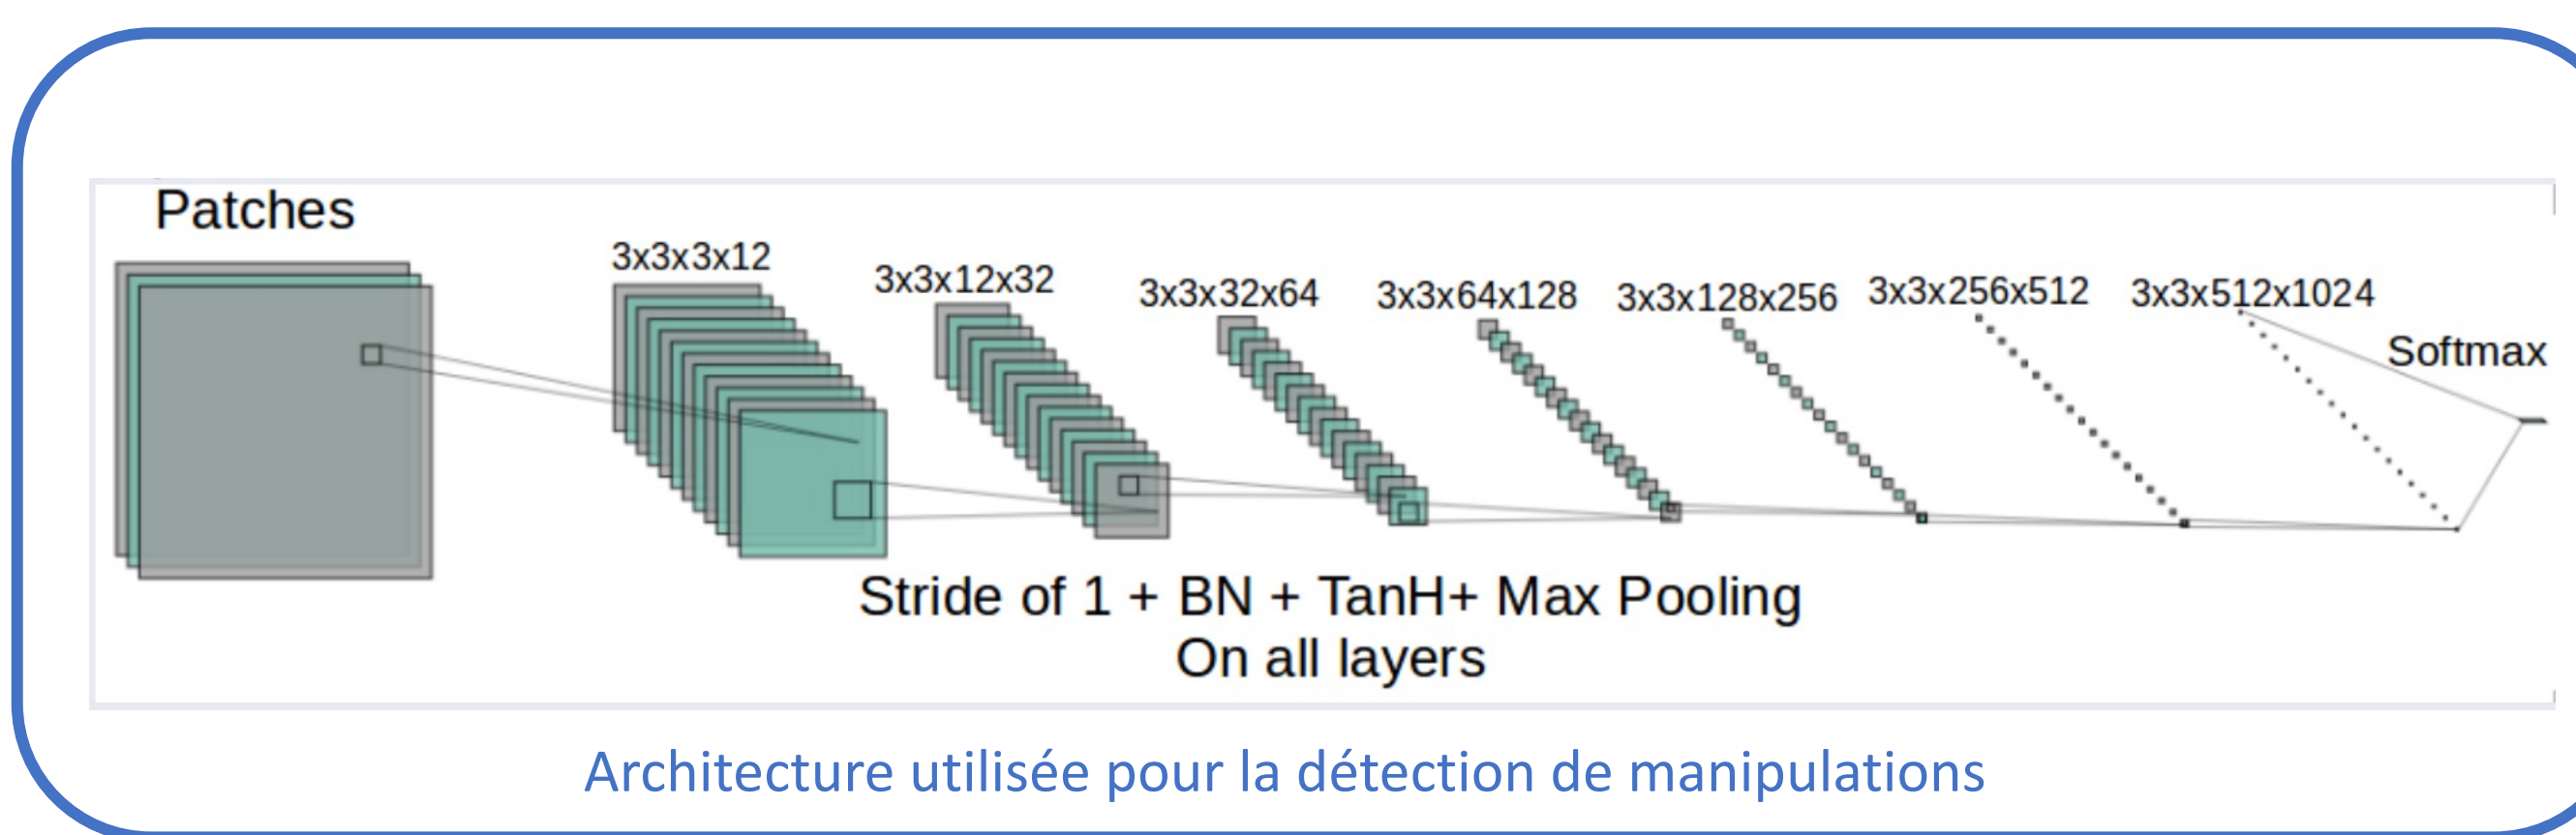 Patches
3x3x3x12
3x3x12x32
3x3x32x64
3x3x64x128
3x3x128x256
3x3x256x512
3x3x512x1024
Softmax
Stride of 1 + BN + TanH+ Max Pooling
On all layers
Architecture utilisée pour la détection de manipulations